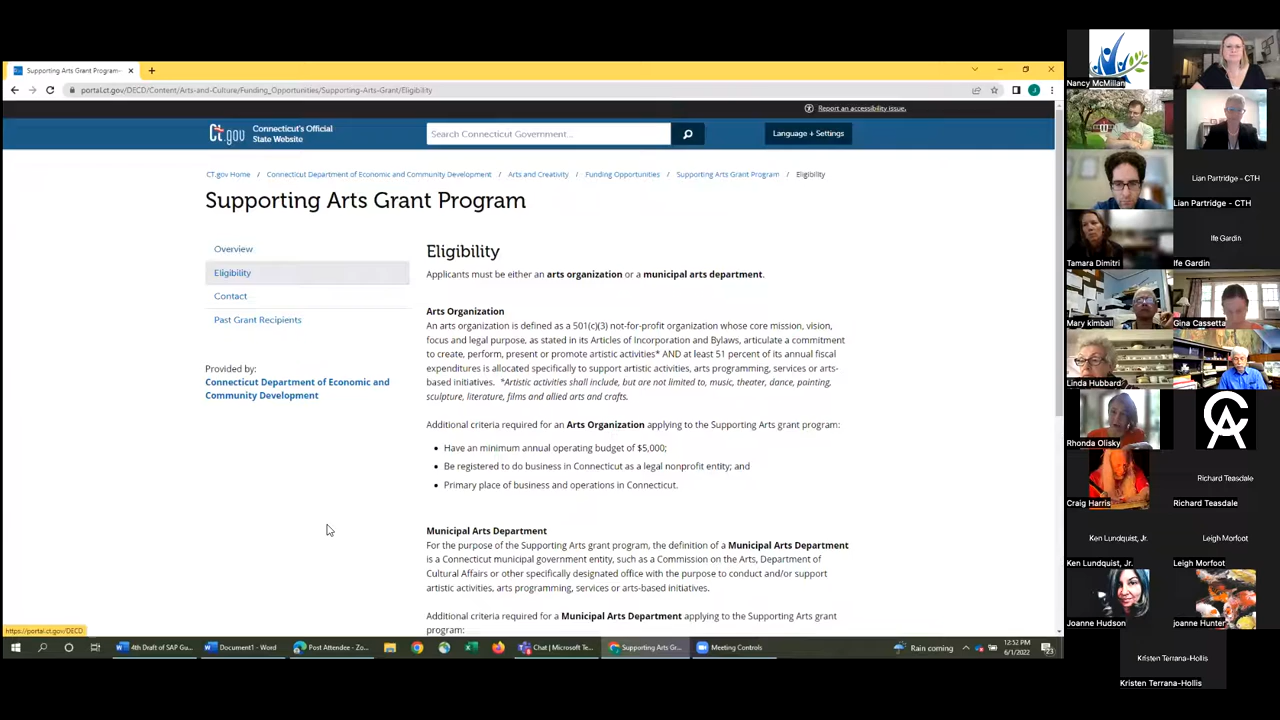 Supporting Arts Grant Program-
portal.ct.gov/DECD/Content/Arts-and-Culture/Funding_Opportunities/Supporting-Arts-Grant/Eligibility
J
Report an accessibility issue.
Ct.gov
Connecticut's Official
State Website
Search Connecticut Government...
Language + Settings
CT.gov Home / Connecticut Department of Economic and Community Development / Arts and Creativity / Funding Opportunities / Supporting Arts Grant Program / Eligibility
Supporting Arts Grant Program
Overview
Eligibility
Contact
Past Grant Recipients
Provided by:
Connecticut Department of Economic and
Community Development
Eligibility
Applicants must be either an arts organization or a municipal arts department.
Arts Organization
An arts organization is defined as a 501(c)(3) not-for-profit organization whose core mission, vision,
focus and legal purpose, as stated in its Articles of Incorporation and Bylaws, articulate a commitment
to create, perform, present or promote artistic activities* AND at least 51 percent of its annual fiscal
expenditures is allocated specifically to support artistic activities, arts programming, services or arts-
based initiatives. *Artistic activities shall include, but are not limited to, music, theater, dance, painting,
sculpture, literature, films and allied arts and crafts.
Additional criteria required for an Arts Organization applying to the Supporting Arts grant program:
• Have an minimum annual operating budget of $5,000;
• Be registered to do business in Connecticut as a legal nonprofit entity; and
• Primary place of business and operations in Connecticut.
Municipal Arts Department
For the purpose of the Supporting Arts grant program, the definition of a Municipal Arts Department
is a Connecticut municipal government entity, such as a Commission on the Arts, Department of
Cultural Affairs or other specifically designated office with the purpose to conduct and/or support
artistic activities, arts programming, services or arts-based initiatives.
Additional criteria required for a Municipal Arts Department applying to the Supporting Arts grant
program:
https://portal.ct.gov/DECD
4th Draft of SAP Gu...
Document1 - Word
Post Attendee - Zo...
Chat | Microsoft Te...
Supporting Arts Gr...
Meeting Controls
Rain coming
12:52 PM
6/1/2022
23
Nancy McMillan
Lian Partridge - CTH
Lian Partridge - CTH
Tamara Dimitri
Ife Gardin
Ife Gardin
Mary kimball
Gina Cassetta
Linda Hubbard
Rhonda Olisky
CA
Craig Harris
Richard Teasdale
Richard Teasdale
Ken Lundquist, Jr.
Ken Lundquist, Jr.
Leigh Morfoot
Leigh Morfoot
Joanne Hudson
joanne Hunter
Kristen Terrana-Hollis
Kristen Terrana-Hollis